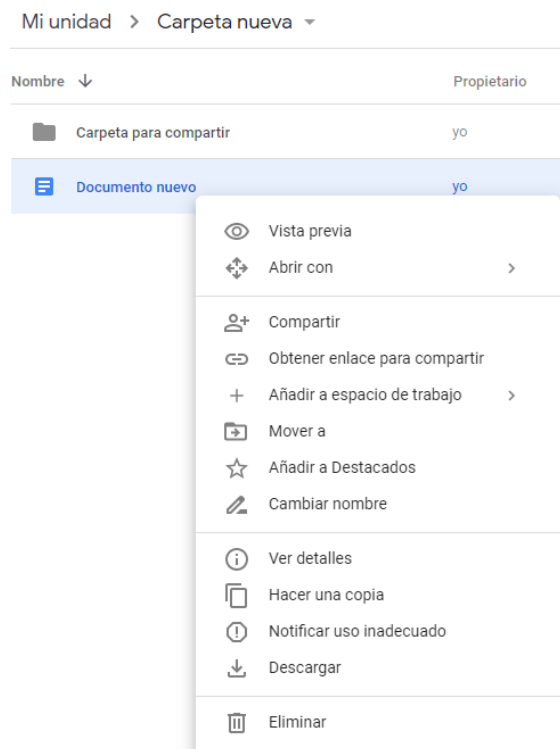 Mi unidad > Carpeta nueva
Nombre Propietario
Carpeta para compartir yo
Documento nuevo yo
Vista previa
Abrir con
Compartir
Obtener enlace para compartir
Añadir a espacio de trabajo
Mover a
Añadir a Destacados
Cambiar nombre
Ver detalles
Hacer una copia
Notificar uso inadecuado
Descargar
Eliminar